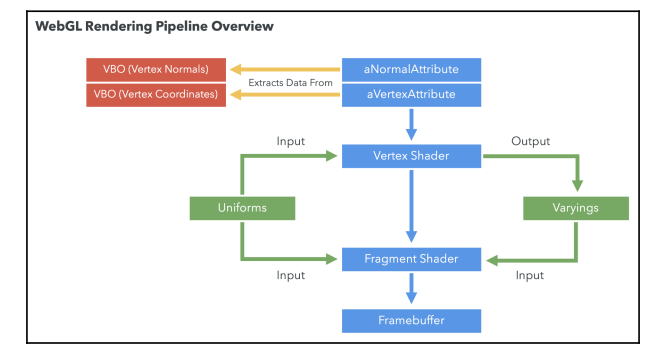 WebGL Rendering Pipeline Overview
VBO (Vertex Normals)
aNormalAttribute
Extracts Data From
VBO (Vertex Coordinates)
aVertexAttribute
Input
Output
Vertex Shader
Uniforms
Varyings
Fragment Shader
Input
Input
Framebuffer